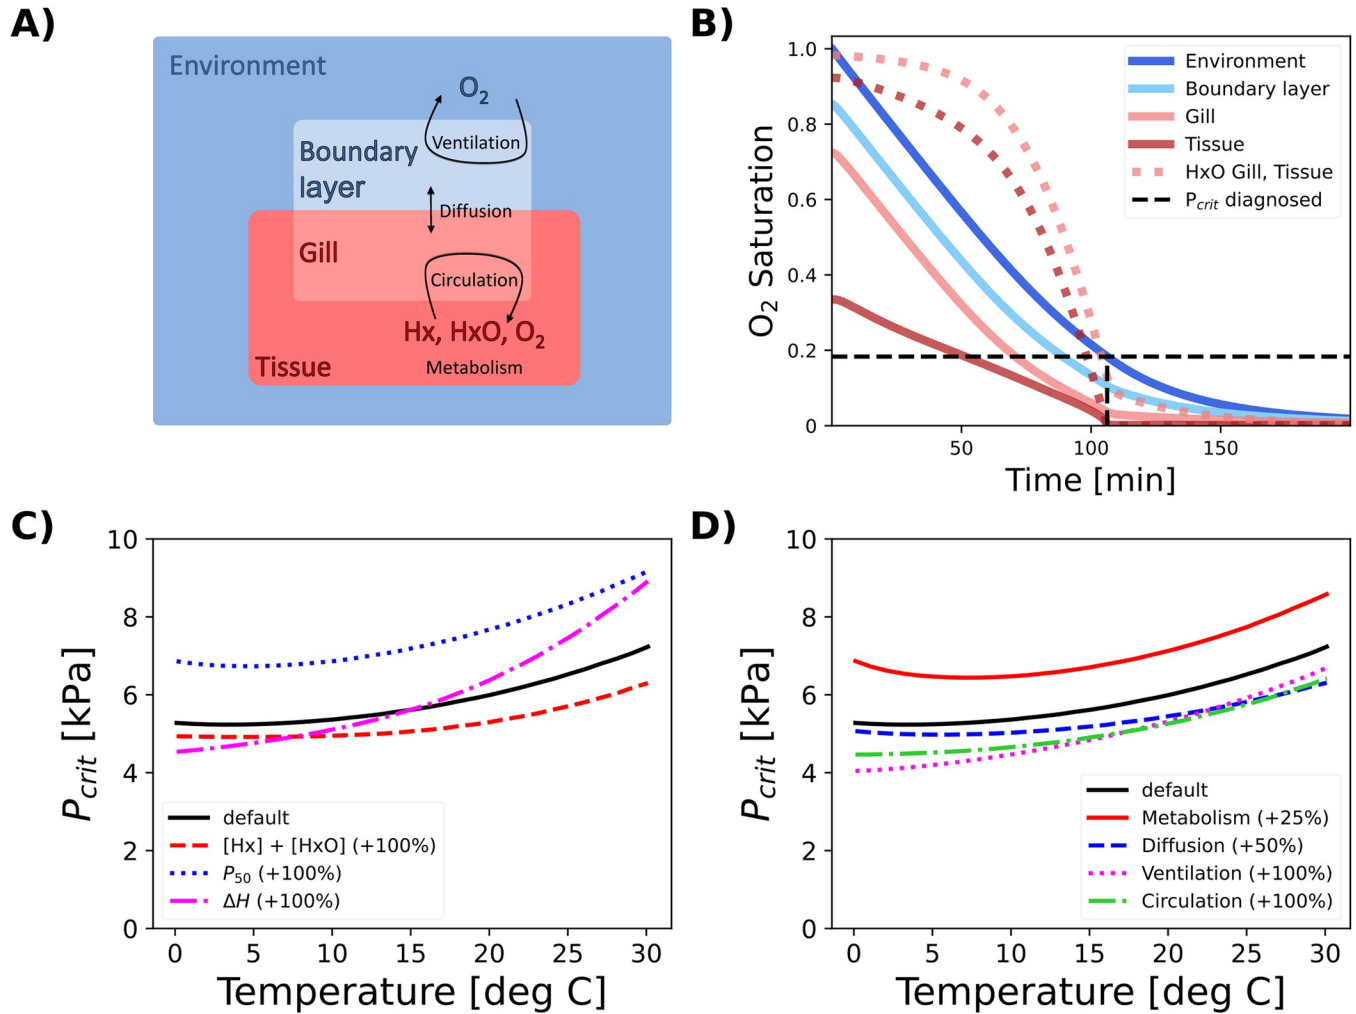 A)
Environment
O2
Ventilation
Boundary
layer
Diffusion
Gill
Circulation
Hx, HxO, O2
Tissue
Metabolism
B)
O2 Saturation
1.0
0.8
0.6
0.4
0.2
0
50
100
150
Time [min]
Environment
Boundary layer
Gill
Tissue
HxO Gill, Tissue
Pcrit diagnosed
C)
Pcrit [kPa]
10
8
6
4
2
0
0
5
10
15
20
25
30
Temperature [deg C]
default
[Hx] + [HxO] (+100%)
P50 (+100%)
ΔH (+100%)
D)
Pcrit [kPa]
10
8
6
4
2
0
0
5
10
15
20
25
30
Temperature [deg C]
default
Metabolism (+25%)
Diffusion (+50%)
Ventilation (+100%)
Circulation (+100%)